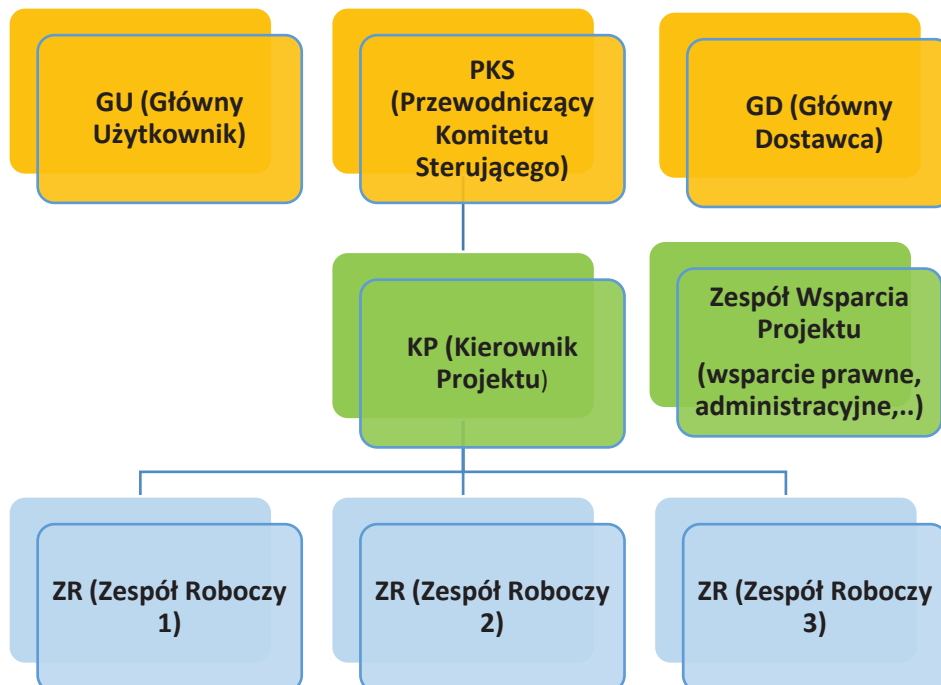 GU (Główny
Użytkownik)
PKS
(Przewodniczący
Komitetu
Sterującego)
GD (Główny
Dostawca)
KP (Kierownik
Projektu)
Zespół Wsparcia
Projektu
(wsparcie prawne,
administracyjne,..)
ZR (Zespół Roboczy
1)
ZR (Zespół Roboczy
2)
ZR (Zespół Roboczy
3)